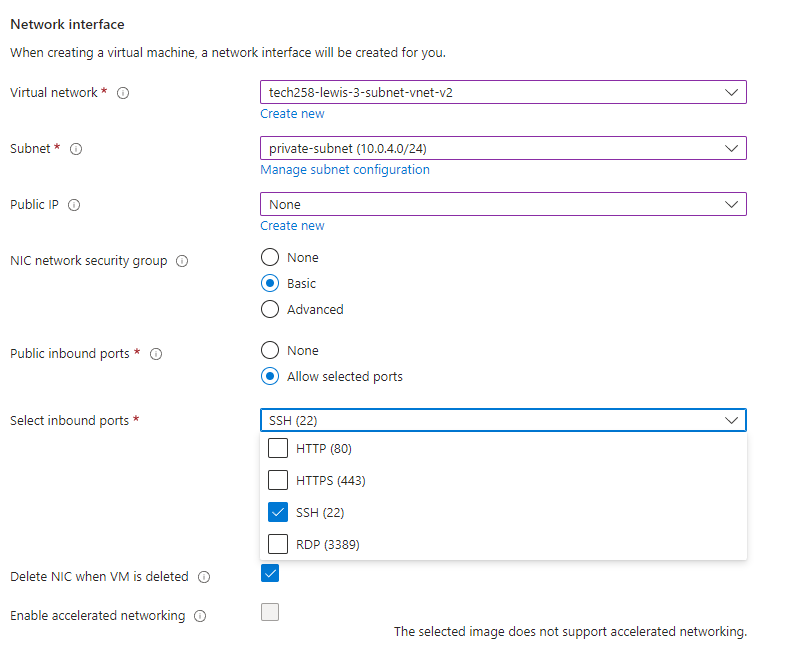 Network interface
When creating a virtual machine, a network interface will be created for you.
Virtual network *
tech258-lewis-3-subnet-vnet-v2
Create new
Subnet *
private-subnet (10.0.4.0/24)
Manage subnet configuration
Public IP
None
Create new
NIC network security group
None
Basic
Advanced
Public inbound ports *
None
Allow selected ports
Select inbound ports *
SSH (22)
HTTP (80)
HTTPS (443)
SSH (22)
RDP (3389)
Delete NIC when VM is deleted
Enable accelerated networking
The selected image does not support accelerated networking.